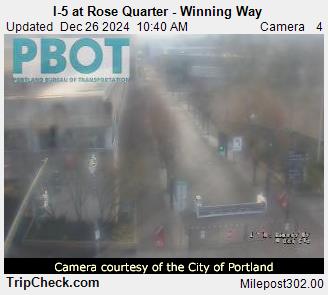 I-5 at Rose Quarter - Winning Way
Updated Dec 26 2024 10:40 AM Camera 4
PBOT
PORTLAND BUREAU OF TRANSPORTATION
Camera courtesy of the City of Portland
TripCheck.com Milepost302.00